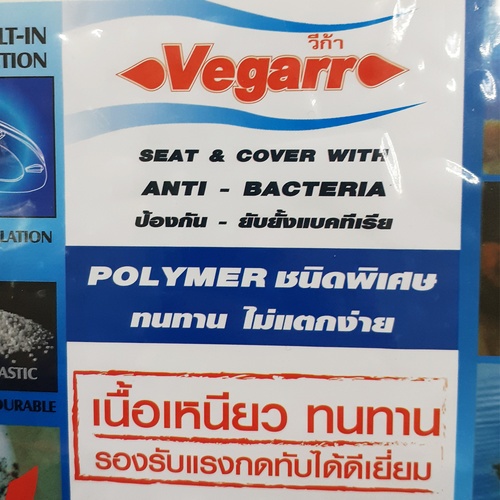 LT-IN
TION
LATION
ASTIC
OURABLE
วีก้า
Vegarr
SEAT & COVER WITH
ANTI - BACTERIA
ป้องกัน - ยับยั้งแบคทีเรีย
POLYMER ชนิดพิเศษ
ทนทาน ไม่แตกง่าย
เนื้อเหนียว ทนทาน
รองรับแรงกดทับได้ดีเยี่ยม